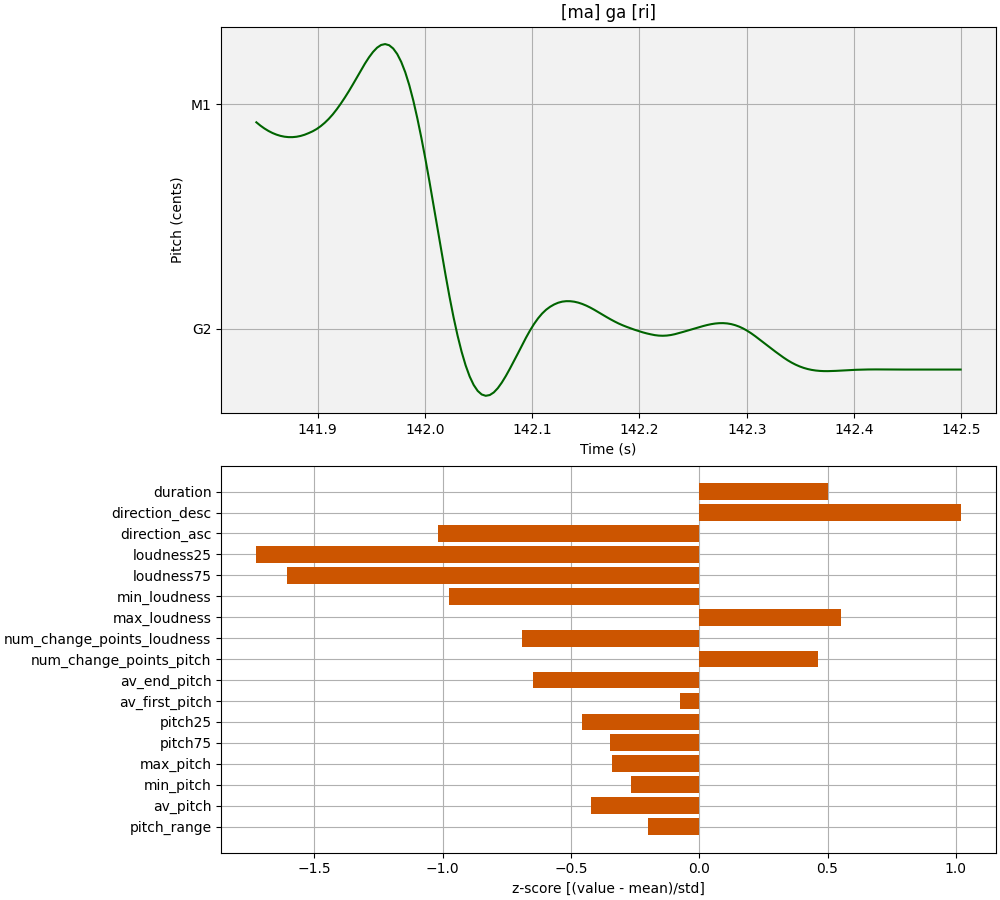 [ma] ga [ri]
M1
G2
Pitch (cents)
141.9 142.0 142.1 142.2 142.3 142.4 142.5
Time (s)
duration
direction_desc
direction_asc
loudness25
loudness75
min_loudness
max_loudness
num_change_points_loudness
num_change_points_pitch
av_end_pitch
av_first_pitch
pitch25
pitch75
max_pitch
min_pitch
av_pitch
pitch_range
−1.5 −1.0 −0.5 0.0 0.5 1.0
z-score [(value - mean)/std]